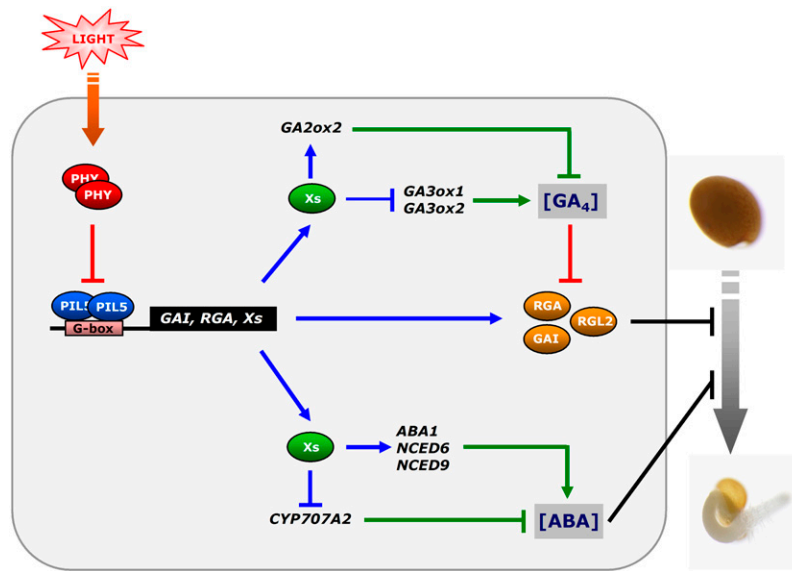 LIGHT
PHY
PHY
PIL5
PIL5
G-box
GAI, RGA, Xs
GA2ox2
Xs
GA3ox1
GA3ox2
[GA₄]
RGA
RGL2
GAI
Xs
ABA1
NCED6
NCED9
CYP707A2
[ABA]